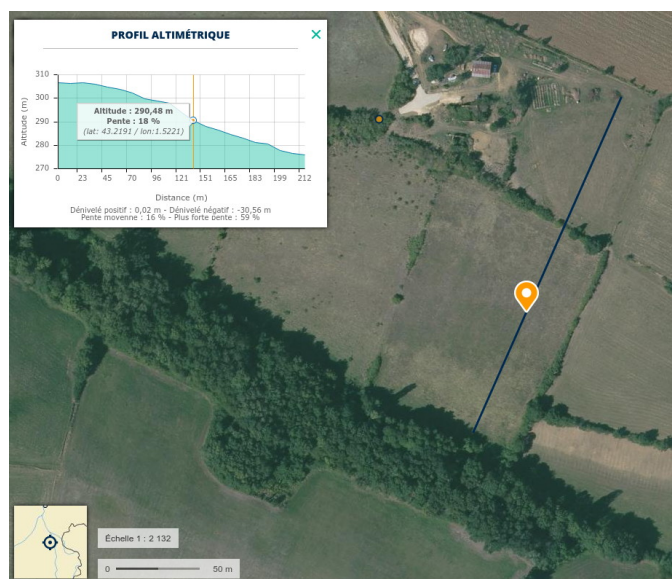 PROFIL ALTIMÉTRIQUE
×
310
300
290
280
270
Altitude (m)
Altitude : 290,48 m
Pente : 18 %
(lat: 43.2191 / lon:1.5221)
0 23 45 70 96 121 151 165 183 199 212
Distance (m)
Dénivelé positif : 0,02 m - Dénivelé négatif : -30,56 m
Pente moyenne : 16 % - Plus forte pente : 59 %
Échelle 1 : 2 132
0 50 m